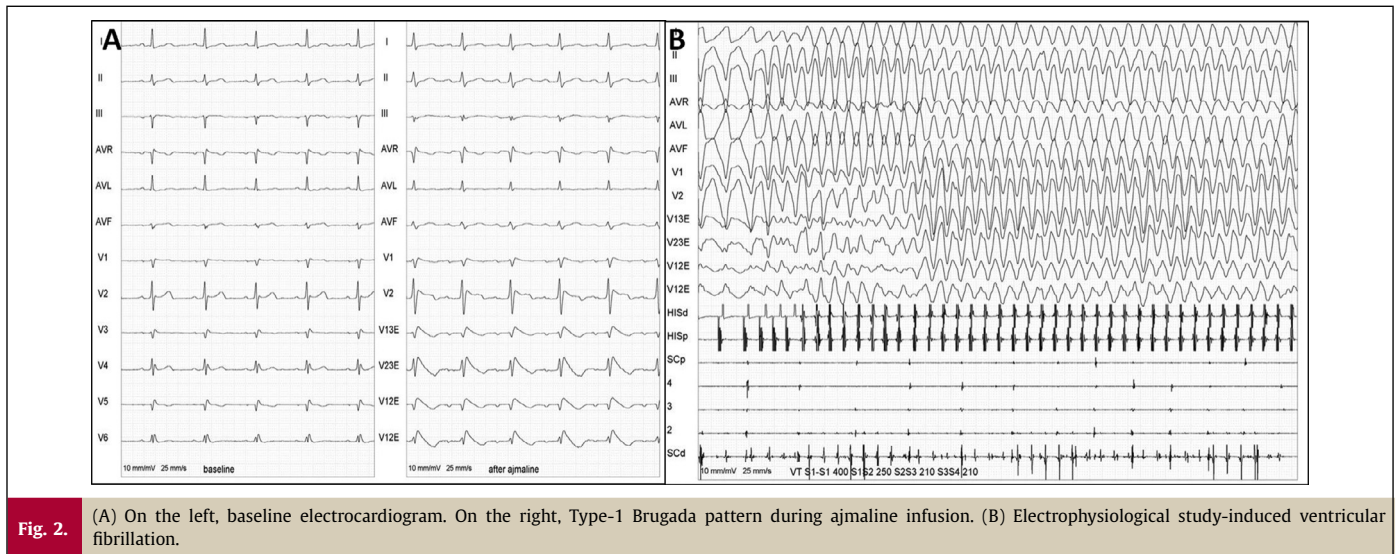 A
I
II
III
AVR
AVL
AVF
V1
V2
V3
V4
V5
V6
10 mm/mV 25 mm/s baseline
I
II
III
AVR
AVL
AVF
V1
V2
V13E
V23E
V12E
V12E
10 mm/mV 25 mm/s after ajmaline
B
II
III
AVR
AVL
AVF
V1
V2
V13E
V23E
V12E
V12E
HISd
HISp
SCp
4
3
2
SCd
10 mm/mV 25 mm/s VT S1-S1 400 S1S2 250 S2S3 210 S3S4 210
Fig. 2.
(A) On the left, baseline electrocardiogram. On the right, Type-1 Brugada pattern during ajmaline infusion. (B) Electrophysiological study-induced ventricular
fibrillation.